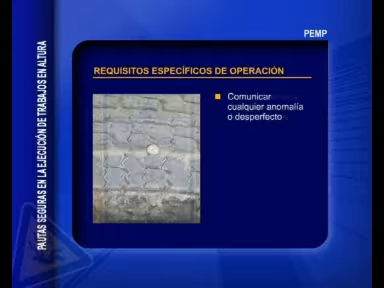 PEMP
PAUTAS SEGURAS EN LA EJECUCIÓN DE TRABAJOS EN ALTURA
REQUISITOS ESPECÍFICOS DE OPERACIÓN
Comunicar
cualquier anomalía
o desperfecto